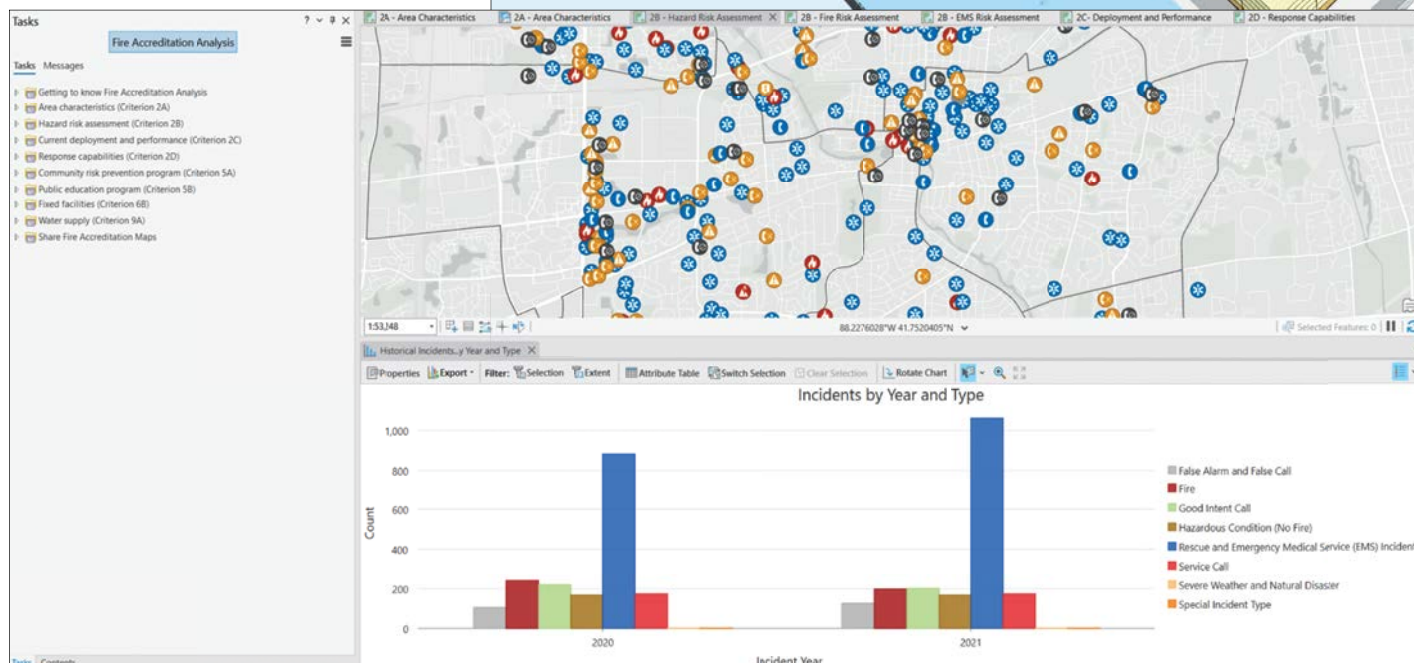 Tasks
Fire Accreditation Analysis
Tasks Messages
Getting to know Fire Accreditation Analysis
Area characteristics (Criterion 2A)
Hazard risk assessment (Criterion 2B)
Current deployment and performance (Criterion 2C)
Response capabilities (Criterion 2D)
Community risk prevention program (Criterion 5A)
Public education program (Criterion 5B)
Fixed facilities (Criterion 6B)
Water supply (Criterion 9A)
Share Fire Accreditation Maps
Tasks Contents
2A - Area Characteristics 2A - Area Characteristics 2B - Hazard Risk Assessment 2B - Fire Risk Assessment 2B - EMS Risk Assessment 2C- Deployment and Performance 2D - Response Capabilities
88.2276028°W 41.7520405°N Selected Features: 0
Historical Incidents...y Year and Type
Properties Export Filter: Selection Extent Attribute Table Switch Selection Clear Selection Rotate Chart
Incidents by Year and Type
1,000
800
600
400
200
0
Count
2020 2021
Incident Year
False Alarm and False Call
Fire
Good Intent Call
Hazardous Condition (No Fire)
Rescue and Emergency Medical Service (EMS) Incident
Service Call
Severe Weather and Natural Disaster
Special Incident Type